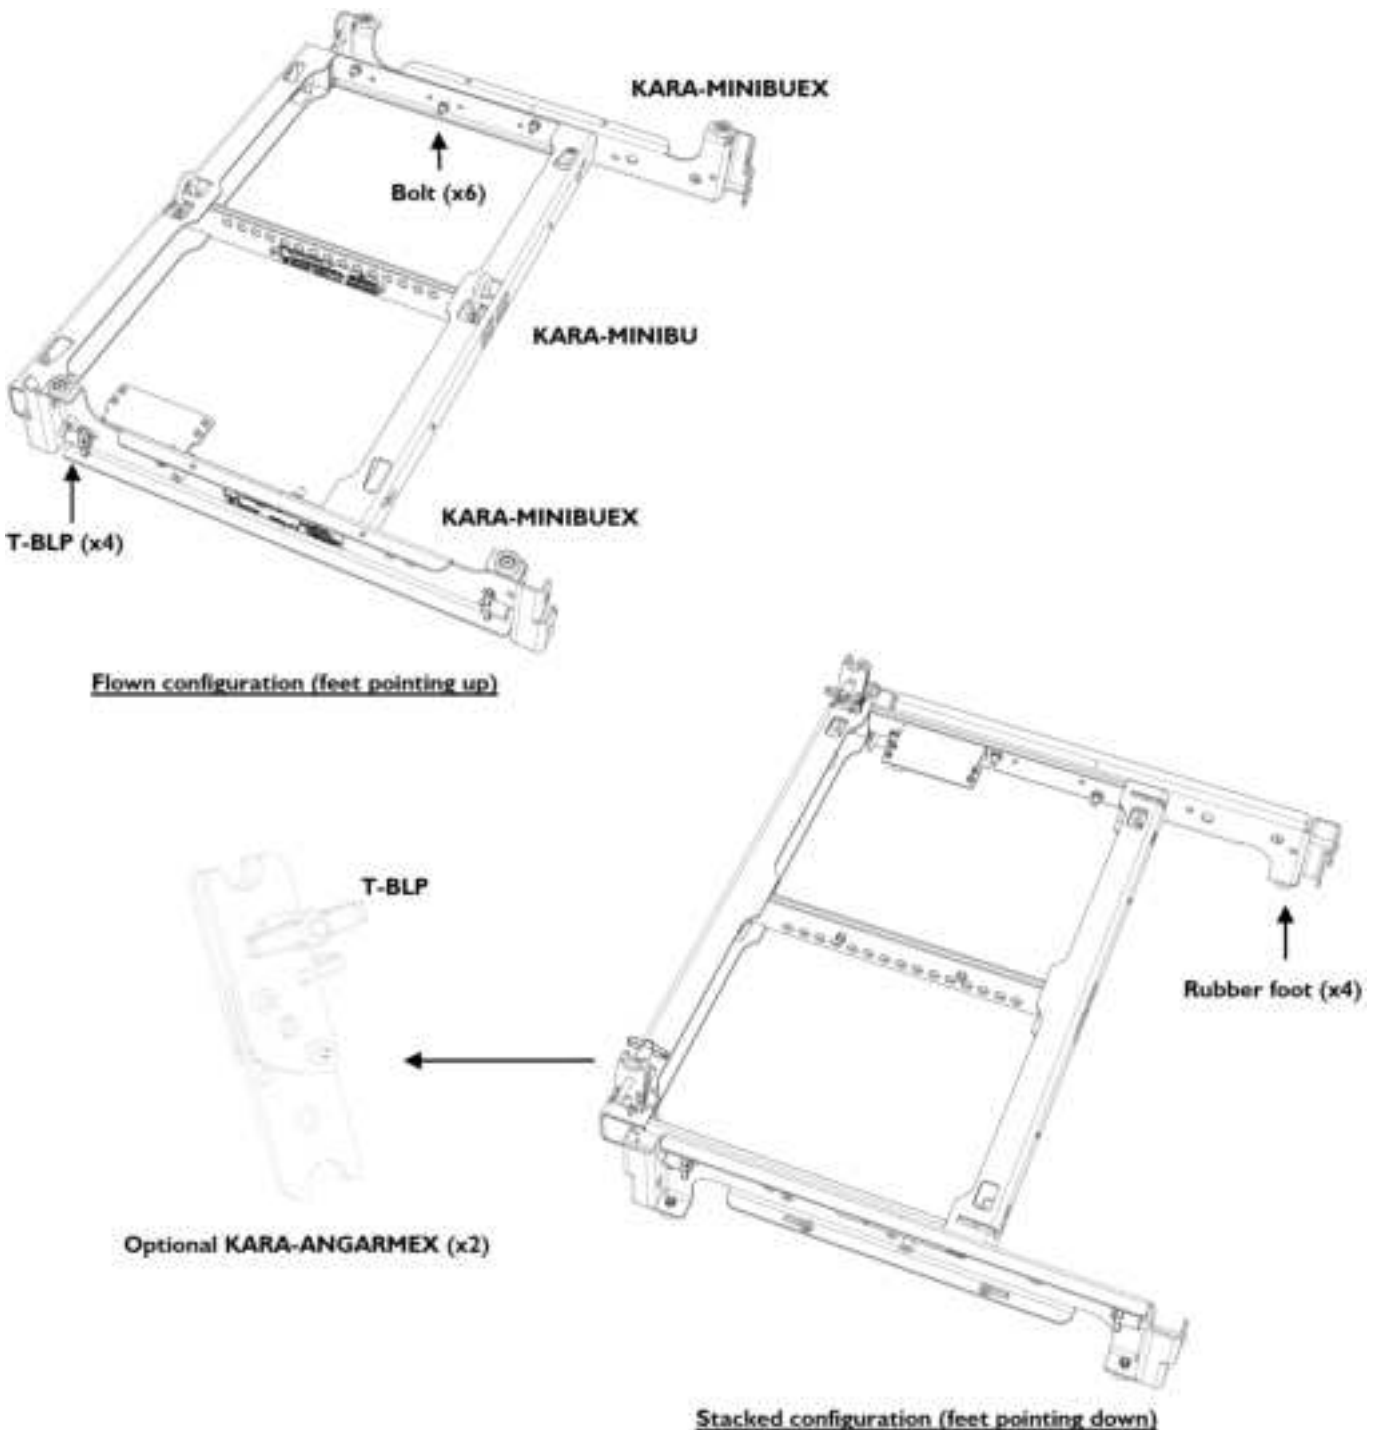 KARA-MINIBUEX
Bolt (x6)
KARA-MINIBU
KARA-MINIBUEX
T-BLP (x4)
Flown configuration (feet pointing up)
T-BLP
Rubber foot (x4)
Optional KARA-ANGARMEX (x2)
Stacked configuration (feet pointing down)